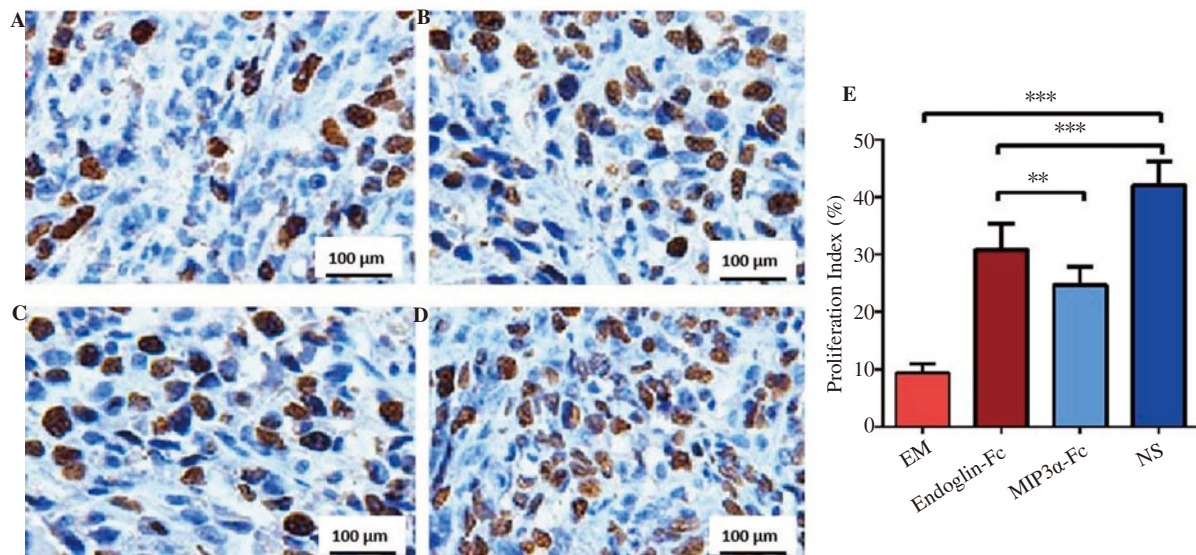 A
B
100 μm
100 μm
C
D
100 μm
100 μm
E
***
***
**
Proliferation Index (%)
50
40
30
20
10
0
EM
Endoglin-Fc
MIP3α-Fc
NS